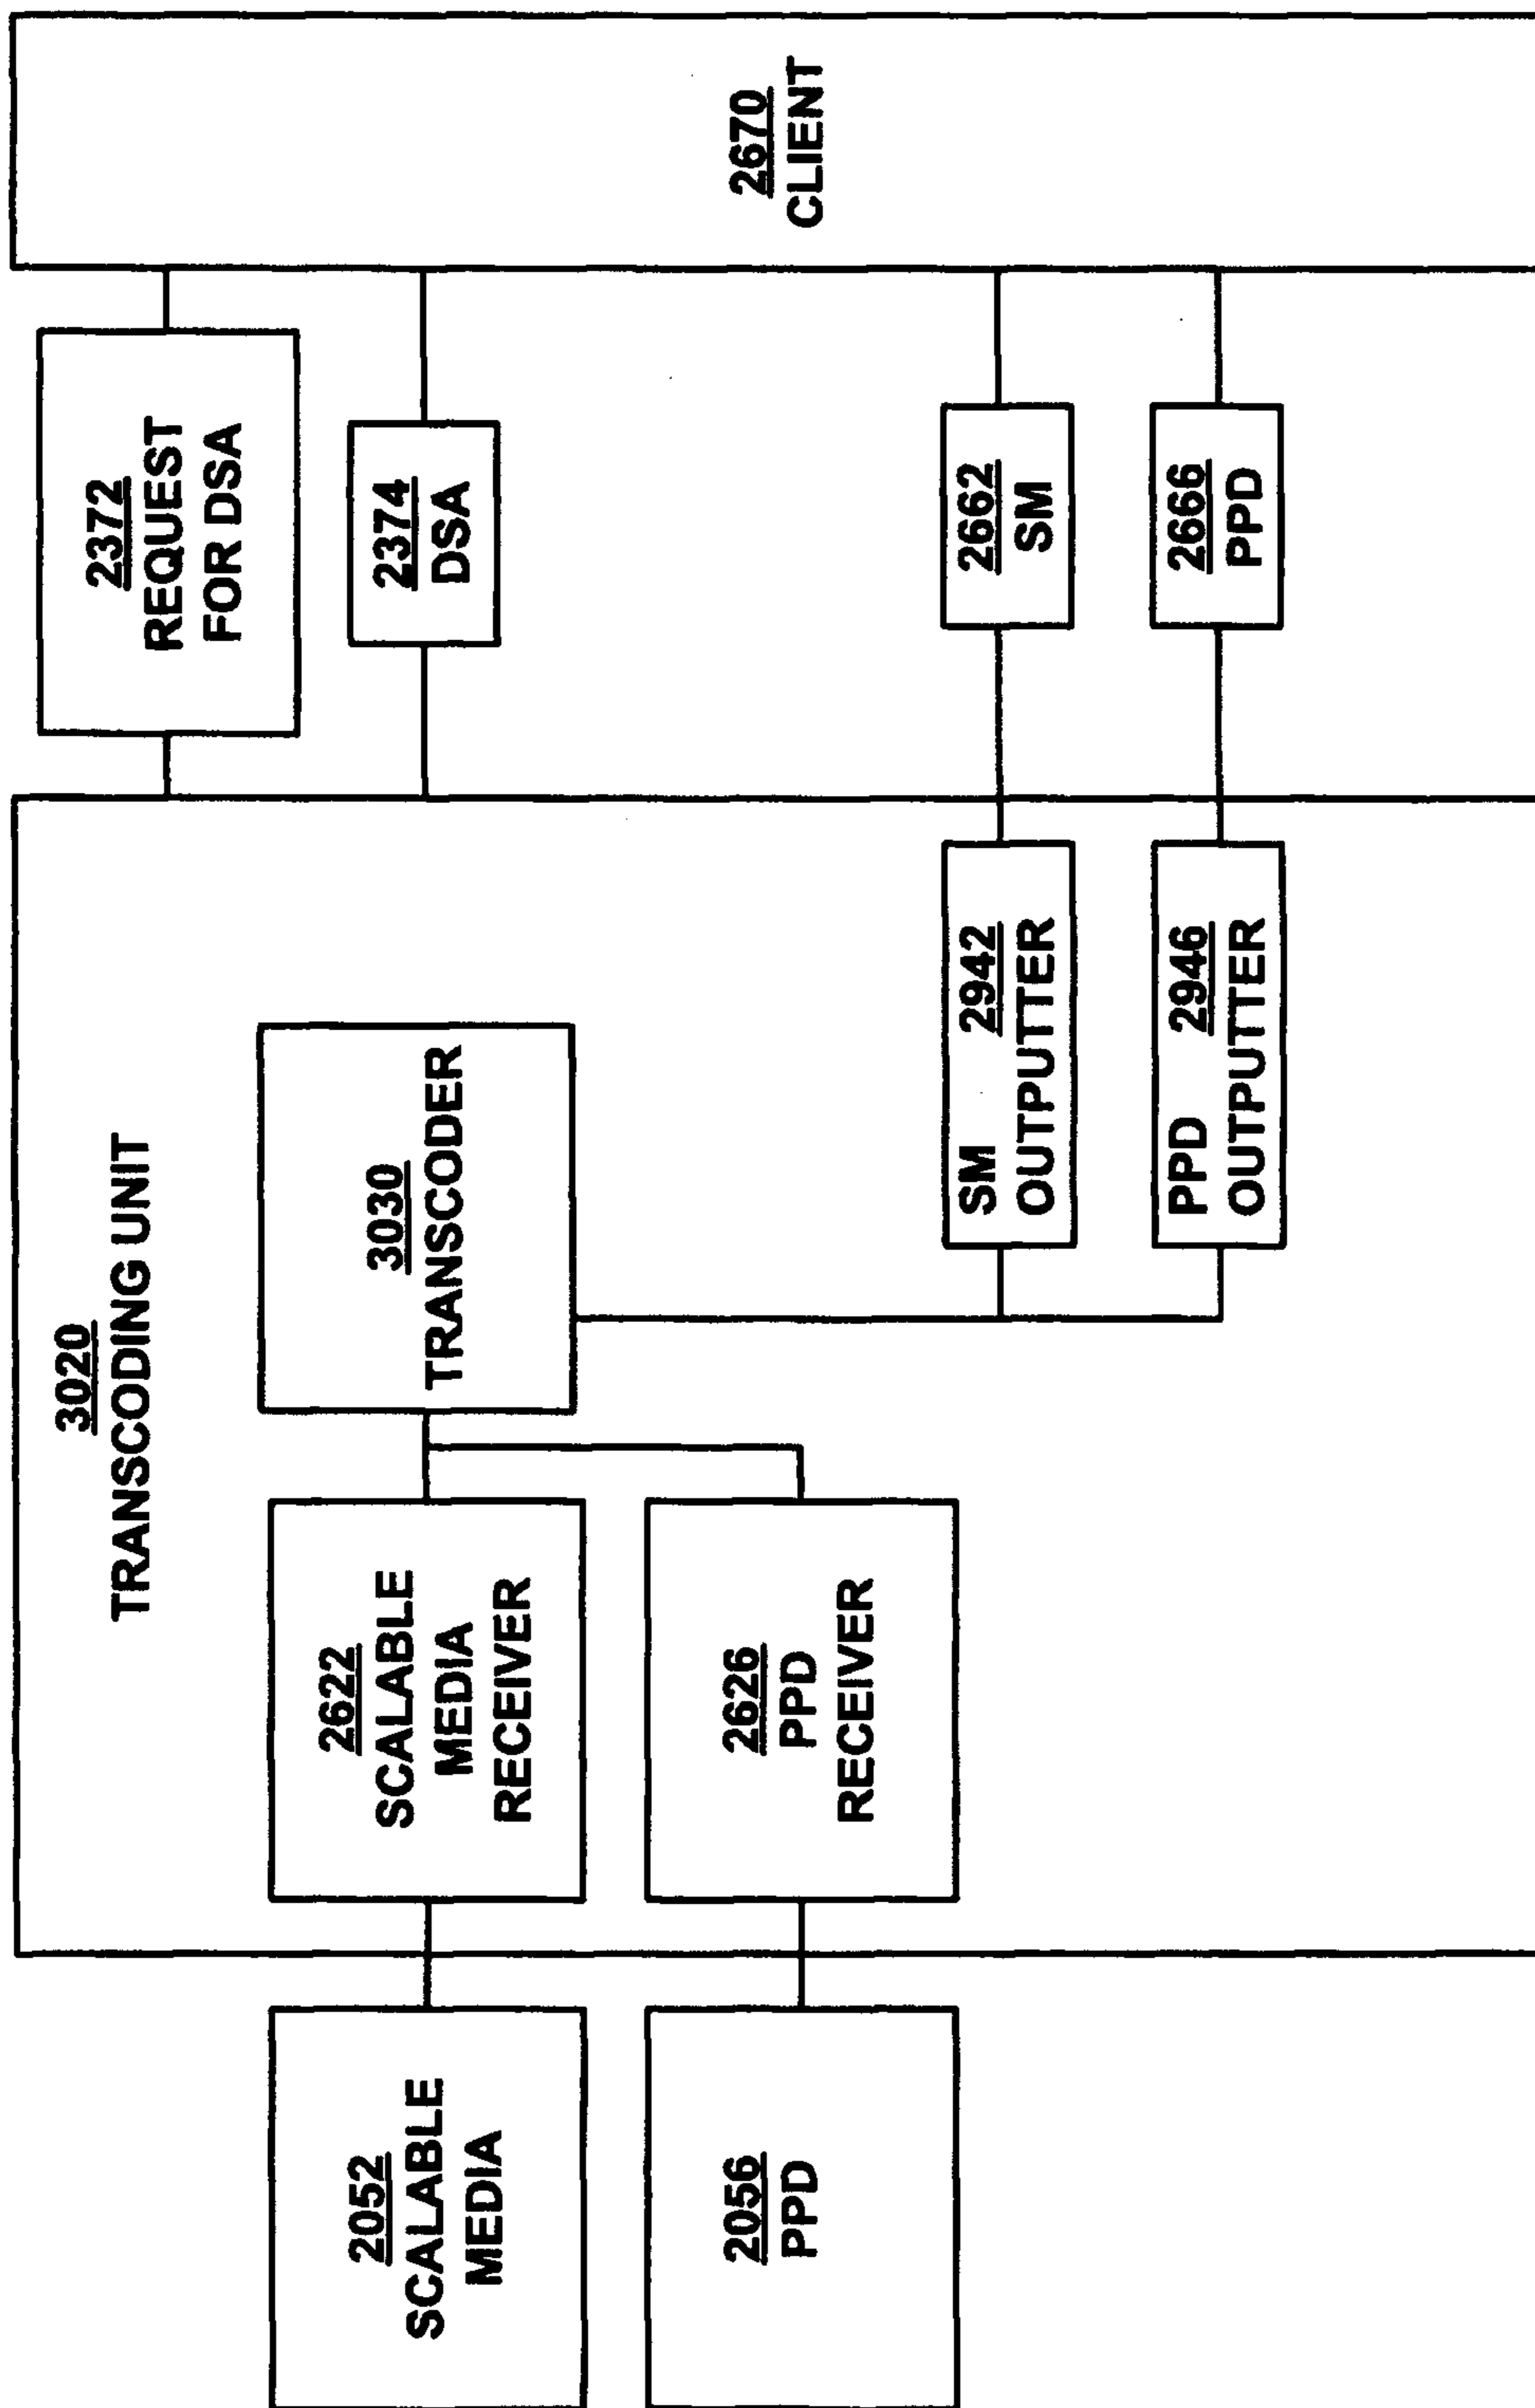 3020
TRANSCODING UNIT
2052
SCALABLE
MEDIA
2622
SCALABLE
MEDIA
RECEIVER
3030
TRANSCODER
2372
REQUEST
FOR DSA
2374
DSA
2670
CLIENT
2056
PPD
2626
PPD
RECEIVER
SM 2942
OUTPUTTER
2662
SM
PPD 2946
OUTPUTTER
2666
PPD